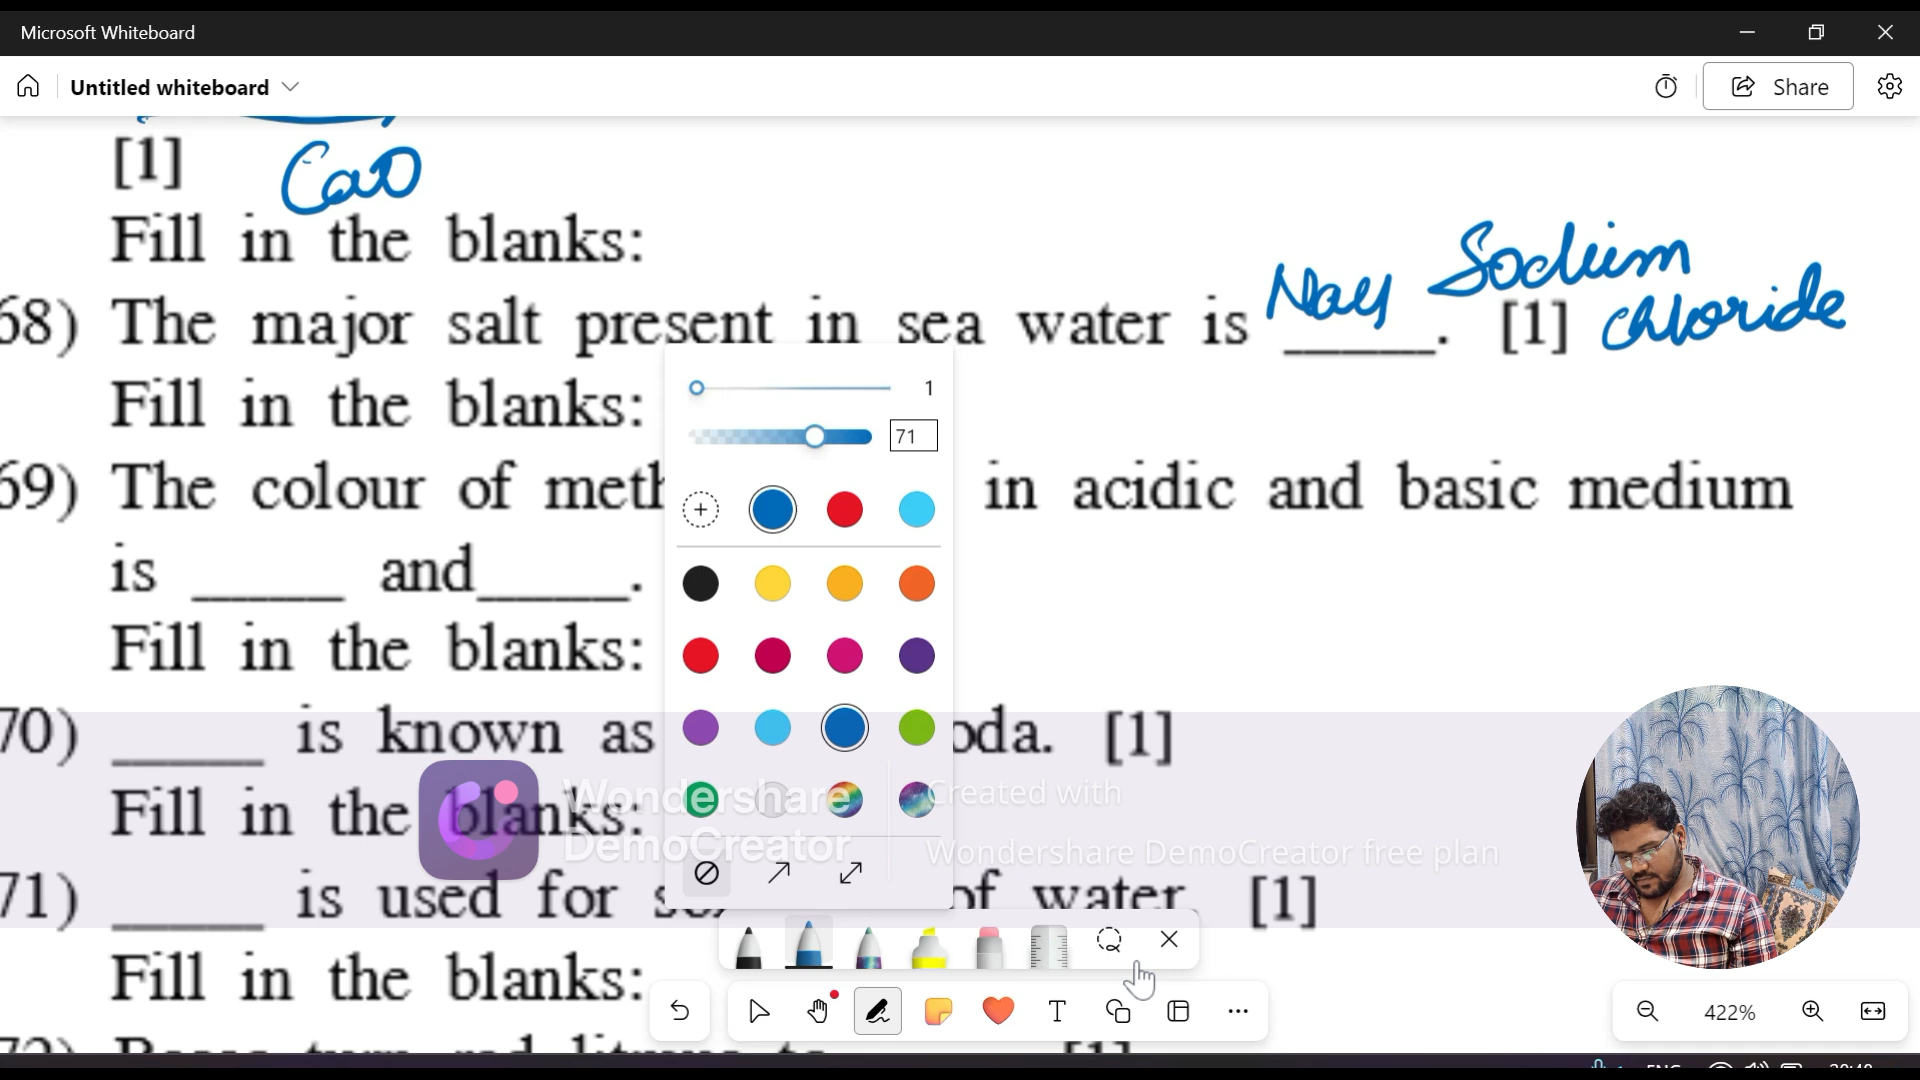 Microsoft Whiteboard
Untitled whiteboard
Share
[1] CaO
Fill in the blanks:
68) The major salt present in sea water is NaCl. [1] Sodium chloride
Fill in the blanks:
1
71
69) The colour of meth in acidic and basic medium
is ______ and______.
Fill in the blanks:
70) ______ is known as oda. [1]
Wondershare DemoCreator
Created with
Wondershare DemoCreator free plan
Fill in the blanks:
71) ______ is used for of water. [1]
Fill in the blanks:
422%